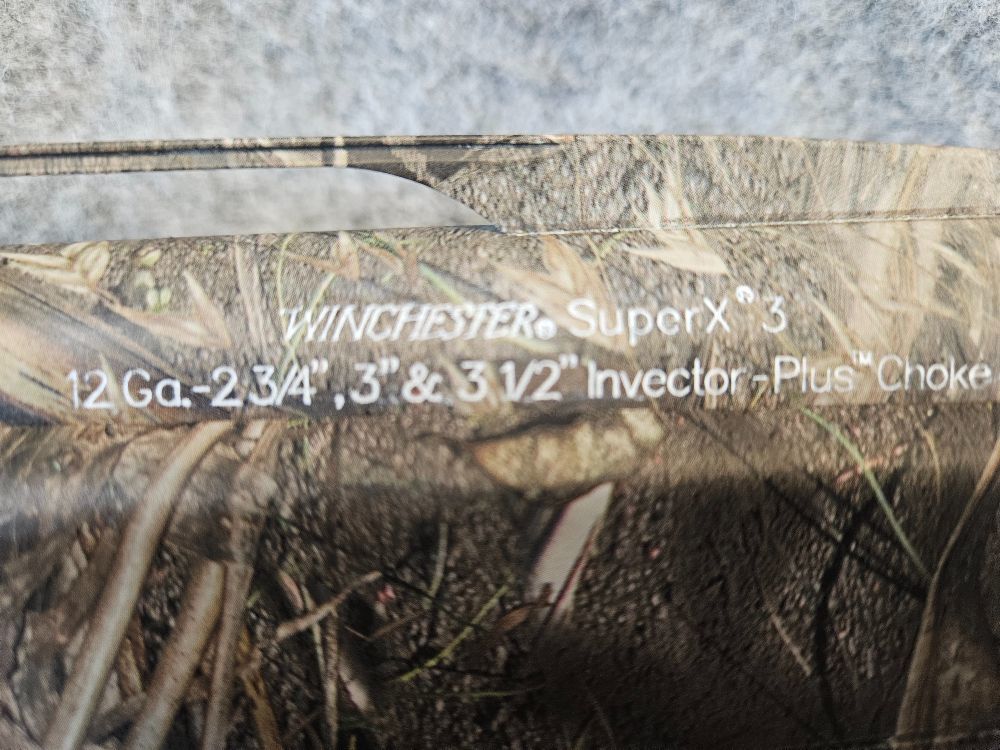 WINCHESTER® SuperX® 3
12 Ga.-2 3/4", 3" & 3 1/2" Invector-Plus™ Choke